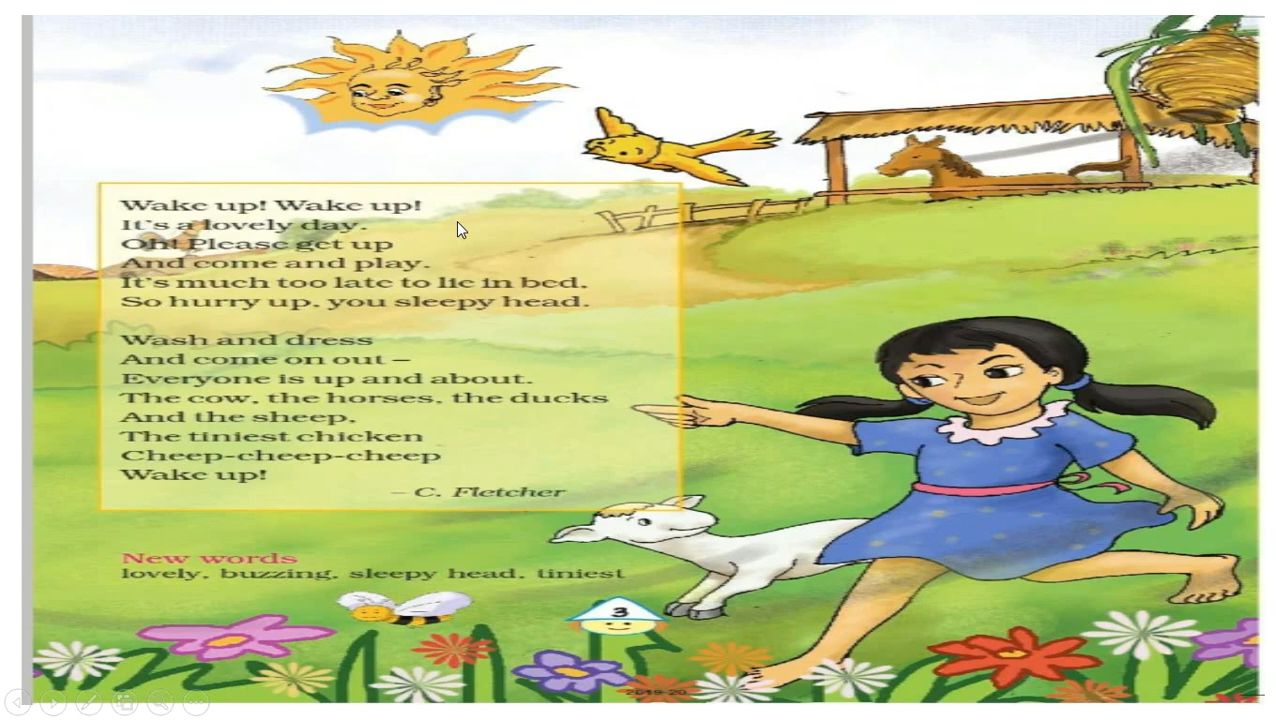 Wake up! Wake up!
It's a lovely day.
Oh! Please get up
And come and play.
It's much too late to lie in bed,
So hurry up, you sleepy head.
Wash and dress
And come on out –
Everyone is up and about.
The cow, the horses, the ducks
And the sheep,
The tiniest chicken
Cheep-cheep-cheep
Wake up!
– C. Fletcher
New words
lovely, buzzing, sleepy head, tiniest
3
2019-20